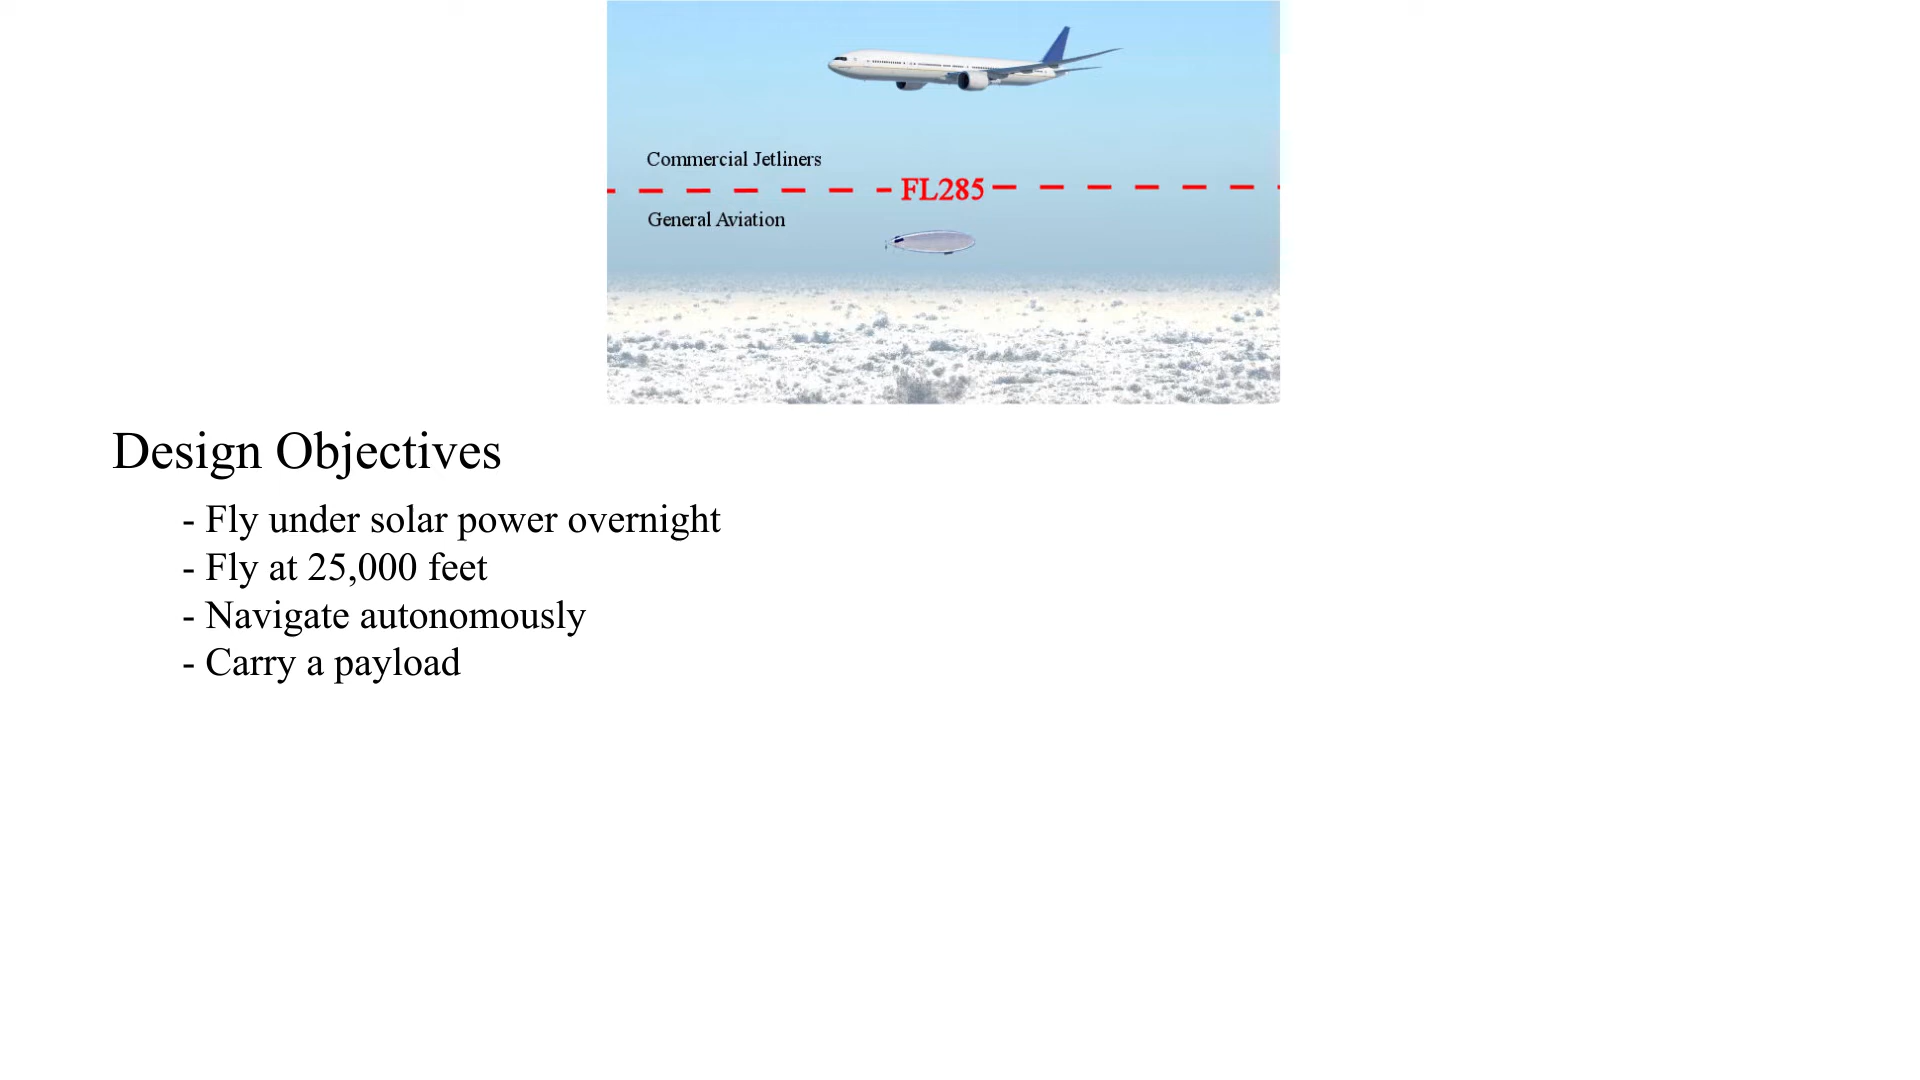 Commercial Jetliners
FL285
General Aviation
Design Objectives
- Fly under solar power overnight
- Fly at 25,000 feet
- Navigate autonomously
- Carry a payload